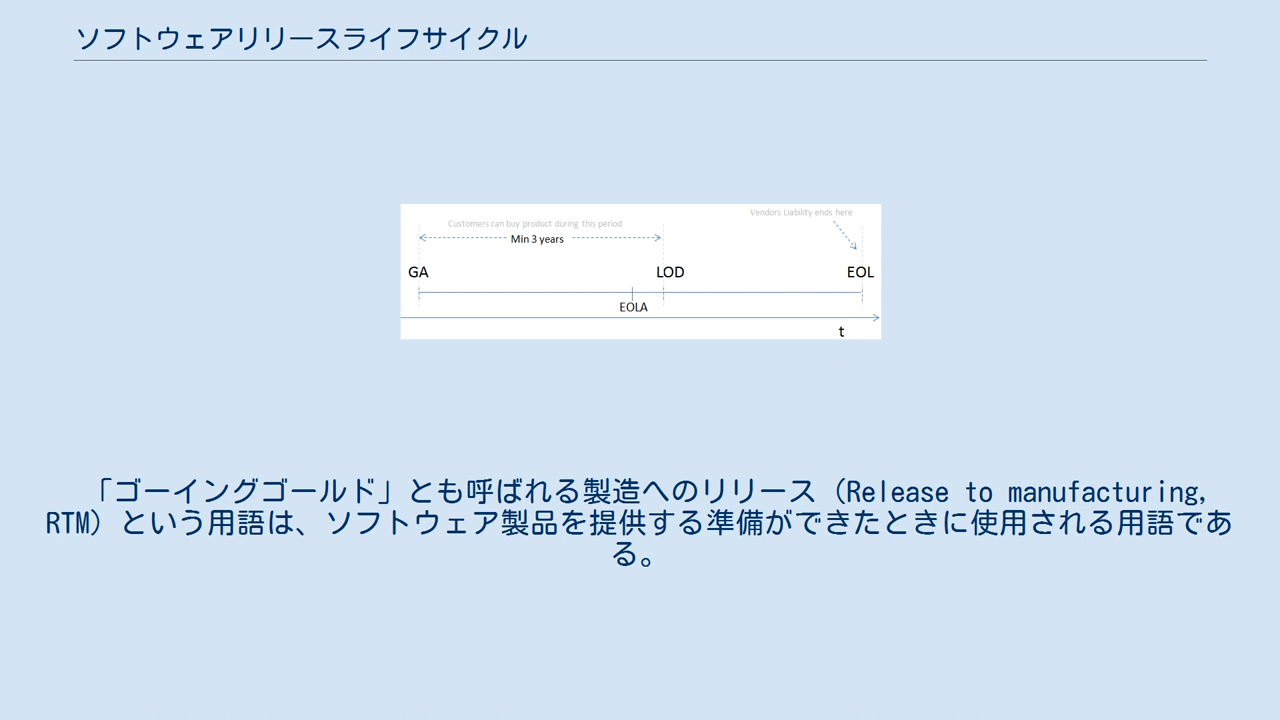 ソフトウェアリリースライフサイクル
Vendors Liability ends here
Customers can buy product during this period
Min 3 years
GA
LOD
EOL
EOLA
t
「ゴーイングゴールド」とも呼ばれる製造へのリリース（Release to manufacturing,
RTM）という用語は、ソフトウェア製品を提供する準備ができたときに使用される用語であ
る。